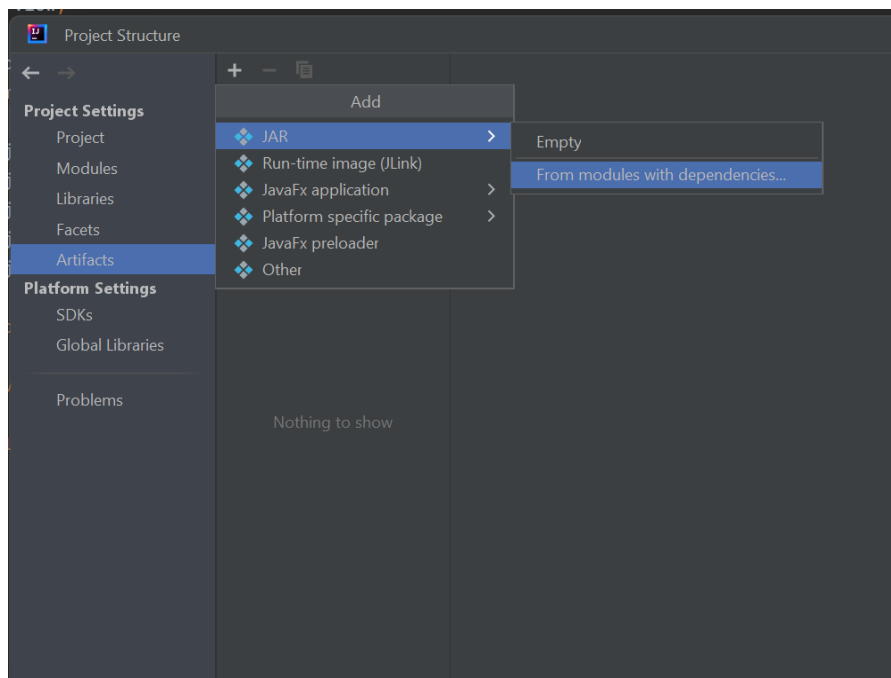 Project Structure
Project Settings
Project
Modules
Libraries
Facets
Artifacts
Platform Settings
SDKs
Global Libraries
Problems
Add
JAR
Run-time image (JLink)
JavaFx application
Platform specific package
JavaFx preloader
Other
Empty
From modules with dependencies...
Nothing to show